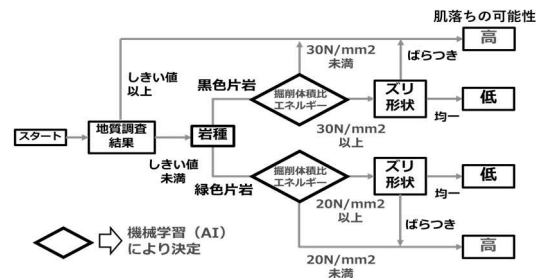 肌落ちの可能性
高
30N/mm2
未満
ばらつき
しきい値
以上
黒色片岩
掘削体積比
エネルギー
ズリ
形状
低
均一
30N/mm2
以上
スタート
地質調査
結果
岩種
しきい値
未満
緑色片岩
掘削体積比
エネルギー
ズリ
形状
低
均一
20N/mm2
以上
ばらつき
機械学習（AI）
により決定
20N/mm2
未満
高